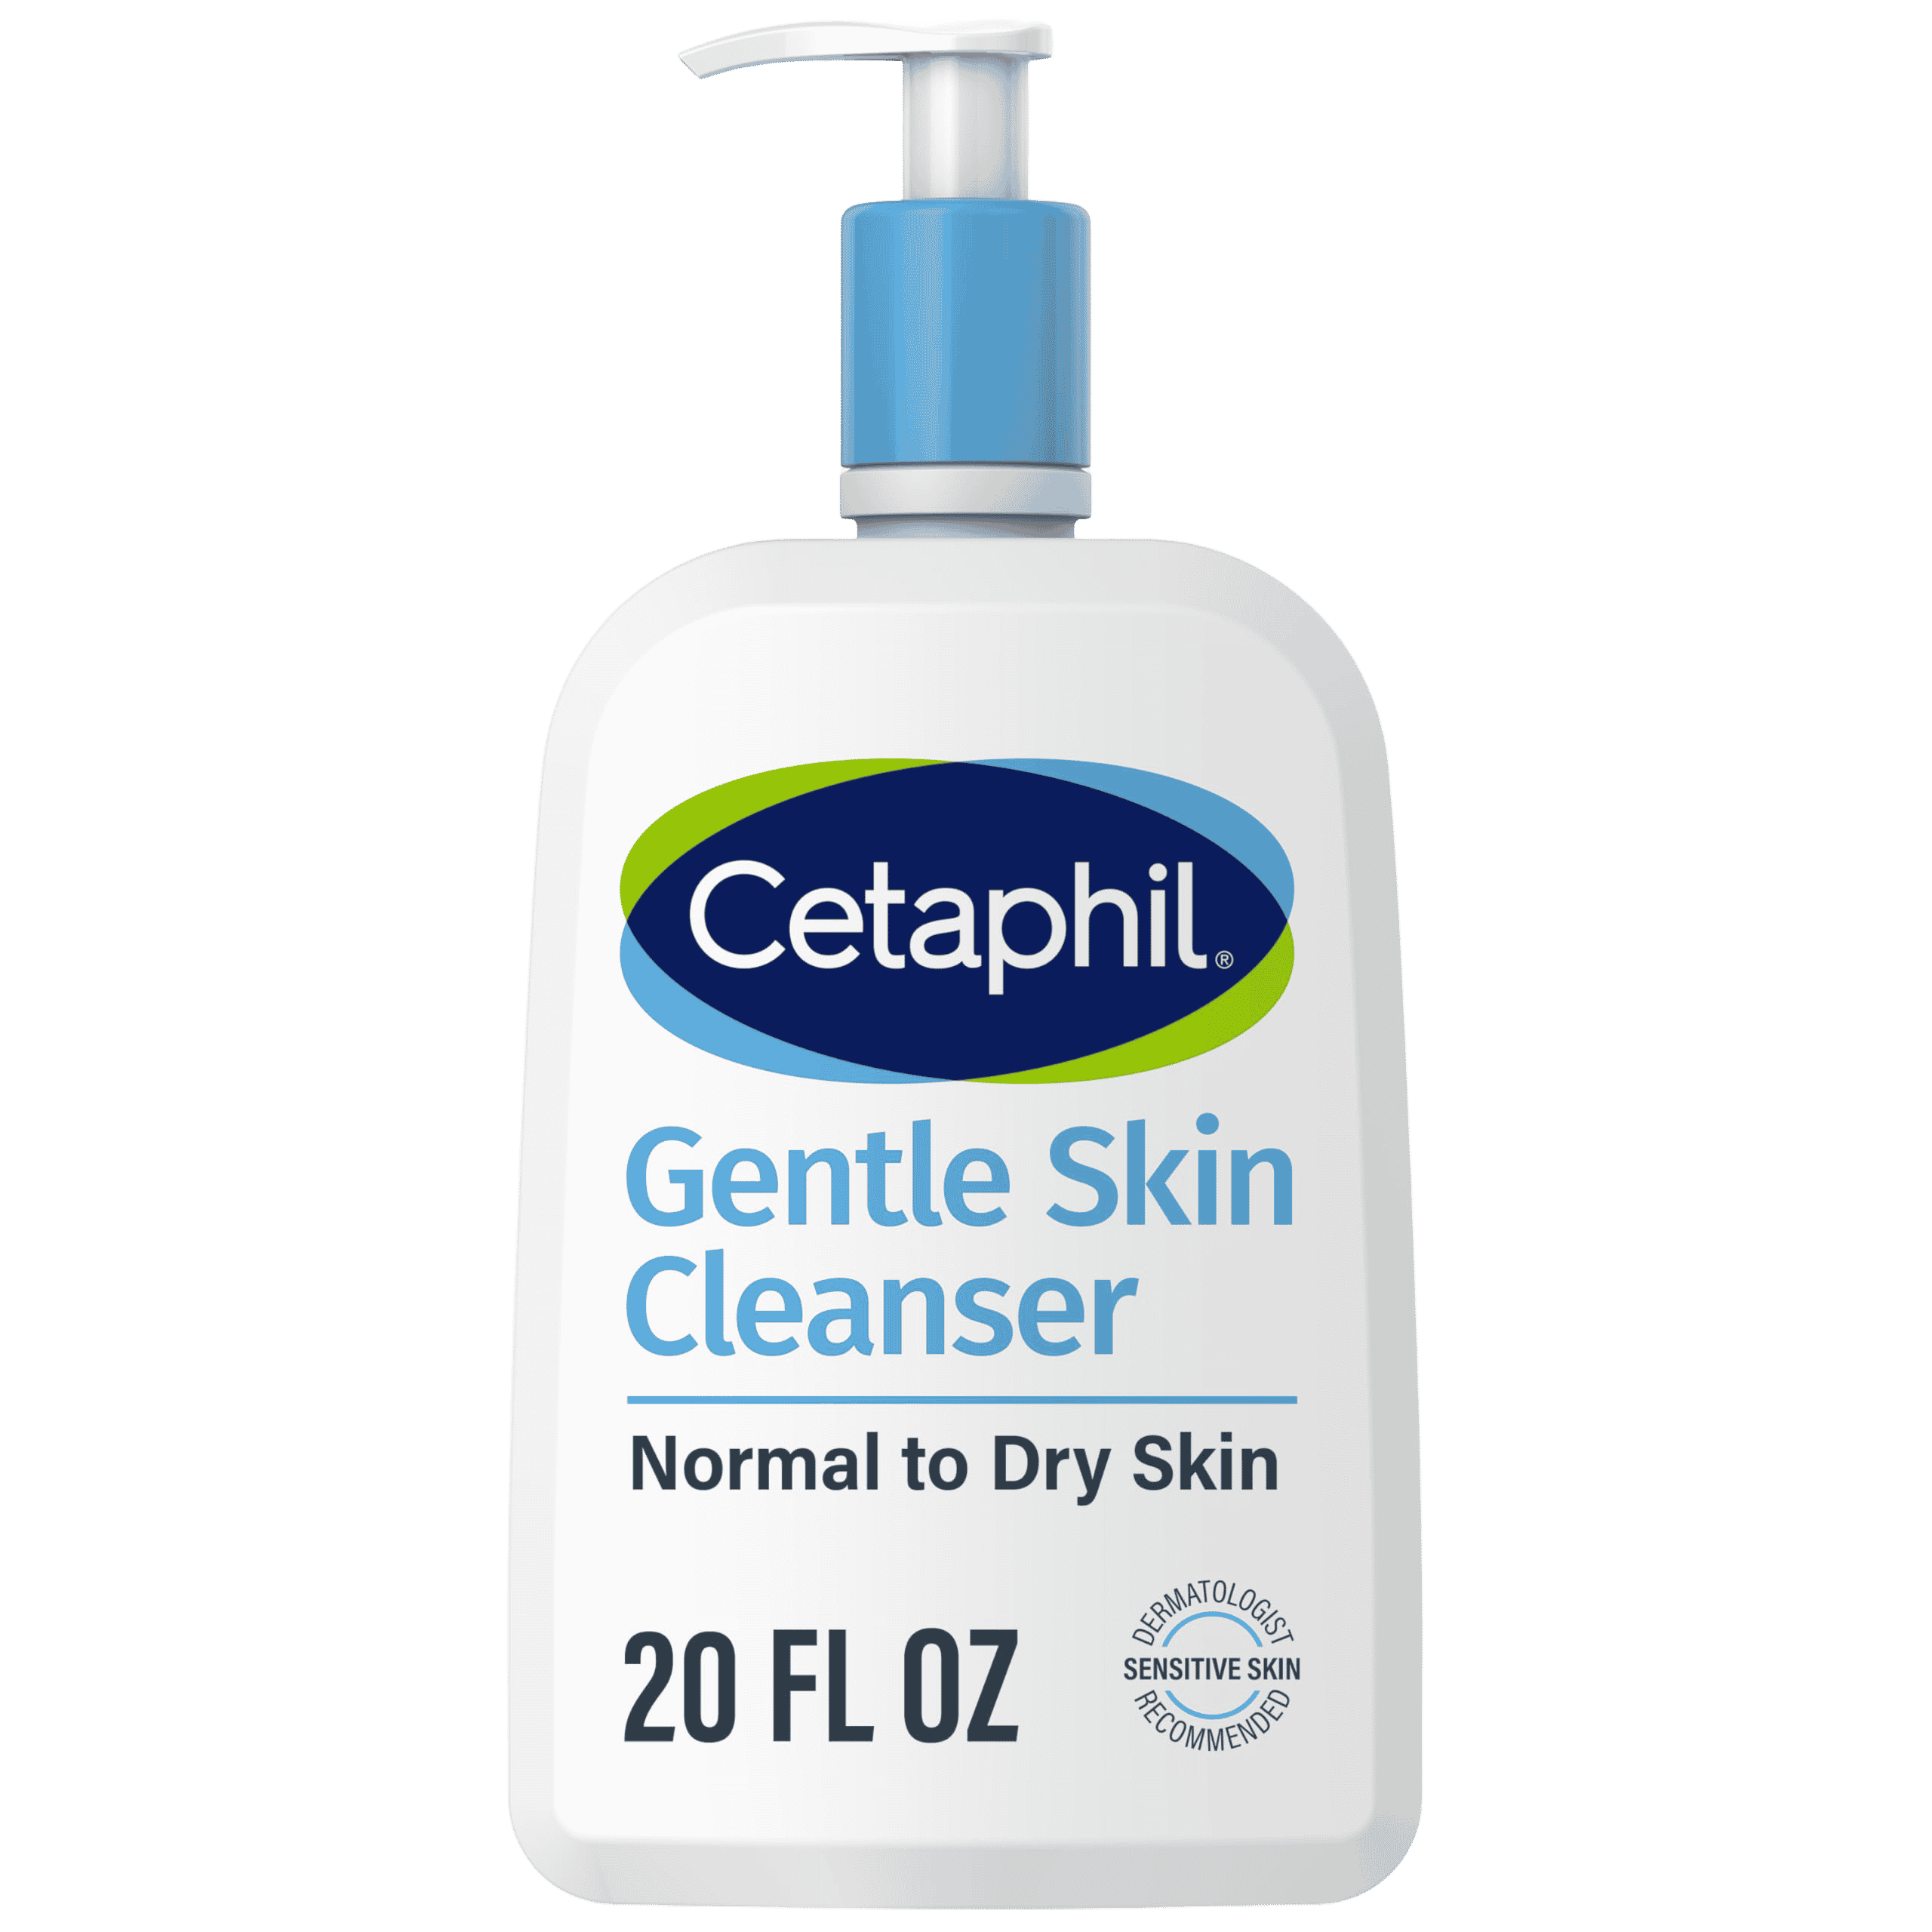 Cetaphil®
Gentle Skin
Cleanser
Normal to Dry Skin
20 FL OZ
DERMATOLOGIST
SENSITIVE SKIN
RECOMMENDED